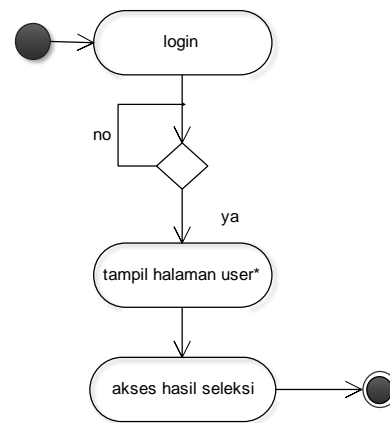 login
no
ya
tampil halaman user*
akses hasil seleksi